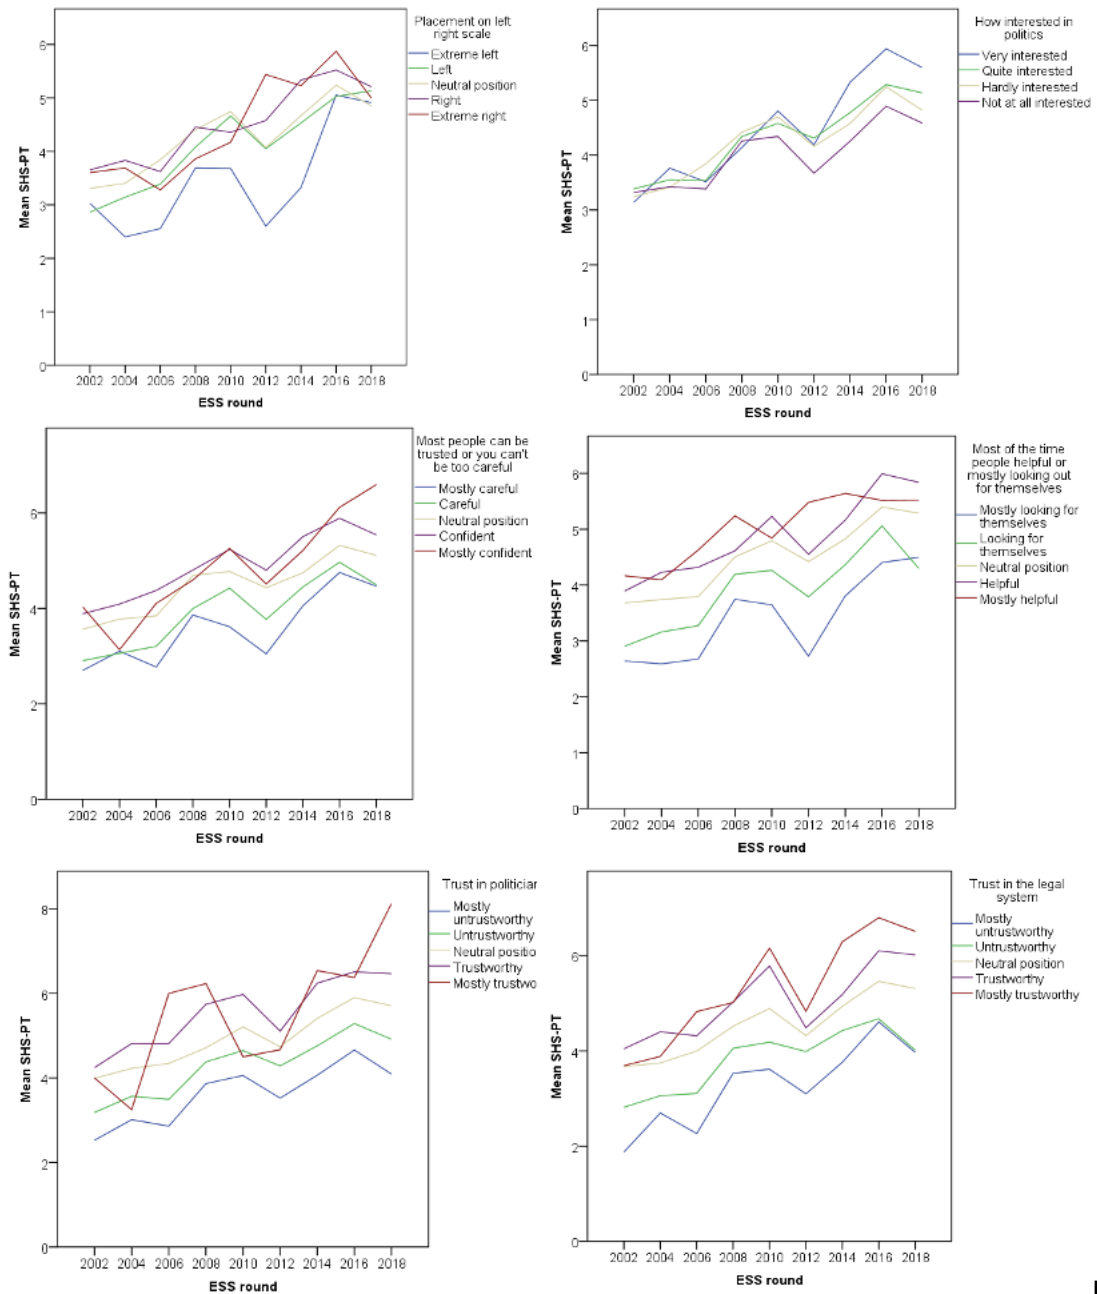 Placement on left
right scale
Extreme left
Left
Neutral position
Right
Extreme right
Mean SHS-PT
6
5
4
3
2
1
0
2002 2004 2006 2008 2010 2012 2014 2016 2018
ESS round
How interested in
politics
Very interested
Quite interested
Hardly interested
Not at all interested
Mean SHS-PT
6
5
4
3
2
1
0
2002 2004 2006 2008 2010 2012 2014 2016 2018
ESS round
Most people can be
trusted or you can't
be too careful
Mostly careful
Careful
Neutral position
Confident
Mostly confident
Mean SHS-PT
6
4
2
0
2002 2004 2006 2008 2010 2012 2014 2016 2018
ESS round
Most of the time
people helpful or
mostly looking out
for themselves
Mostly looking for
themselves
Looking for
themselves
Neutral position
Helpful
Mostly helpful
Mean SHS-PT
6
5
4
3
2
1
0
2002 2004 2006 2008 2010 2012 2014 2016 2018
ESS round
Trust in politiciar
Mostly
untrustworthy
Untrustworthy
Neutral positio
Trustworthy
Mostly trustwo
Mean SHS-PT
8
6
4
2
0
2002 2004 2006 2008 2010 2012 2014 2016 2018
ESS round
Trust in the legal
system
Mostly
untrustworthy
Untrustworthy
Neutral position
Trustworthy
Mostly trustworthy
Mean SHS-PT
6
4
2
0
2002 2004 2006 2008 2010 2012 2014 2016 2018
ESS round